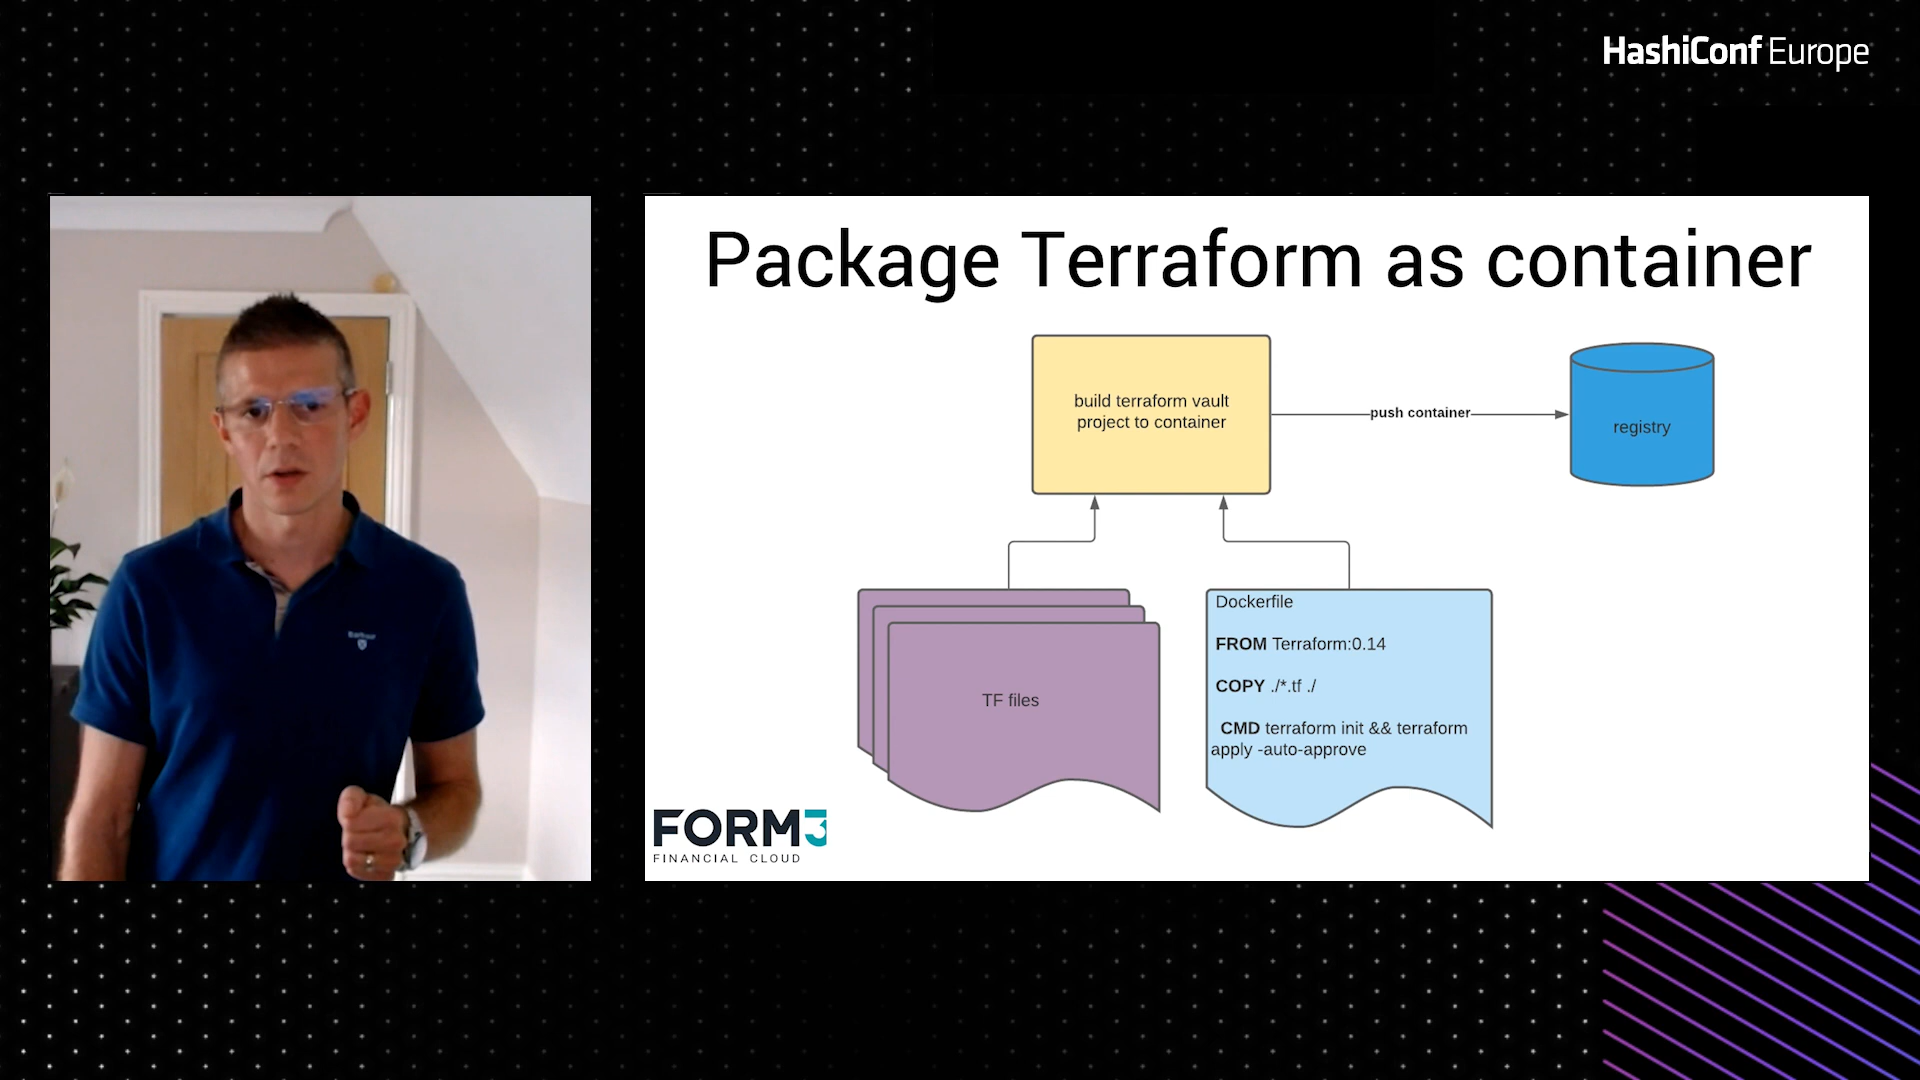 HashiConf Europe
Package Terraform as container
build terraform vault
project to container
push container
registry
TF files
Dockerfile
FROM Terraform:0.14
COPY ./*.tf ./
CMD terraform init && terraform
apply -auto-approve
FORM3
FINANCIAL CLOUD
Barbour